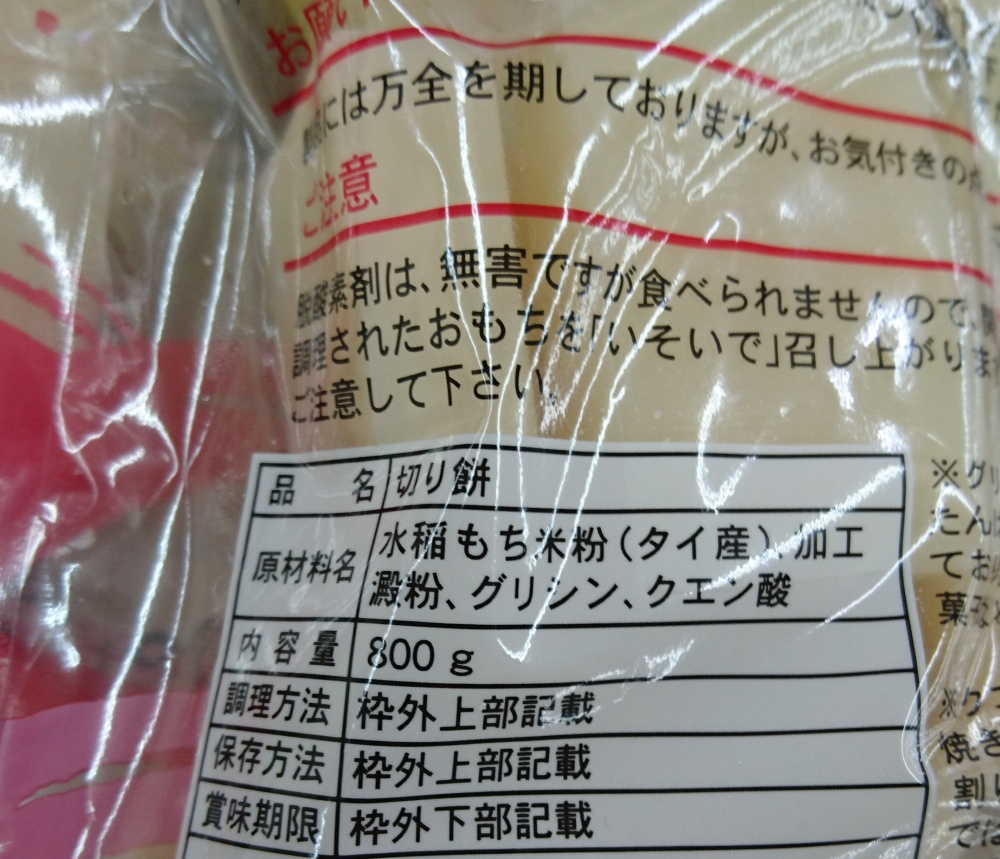 お願い
には万全を期しておりますが、お気付きの
ご注意
脱酸素剤は、無害ですが食べられませんので、
調理されたおもちを「いそいで」召し上がりま
ご注意して下さい。
品名 切り餅
原材料名 水稲もち米粉(タイ産)、加工
澱粉、グリシン、クエン酸
内容量 800g
調理方法 枠外上部記載
保存方法 枠外上部記載
賞味期限 枠外下部記載
※グリ
たん
てお
菓
※ク
焼き
割り